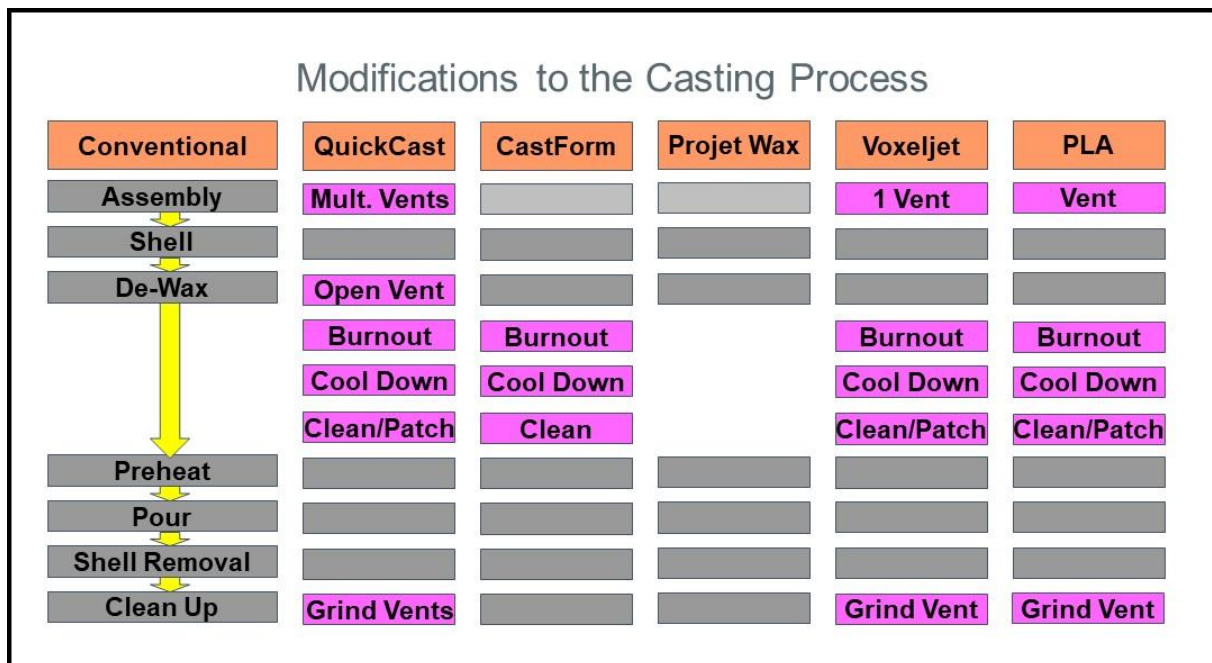 Modifications to the Casting Process
Conventional QuickCast CastForm Projet Wax Voxeljet PLA
Assembly Mult. Vents 1 Vent Vent
Shell
De-Wax Open Vent
Burnout Burnout Burnout Burnout
Cool Down Cool Down Cool Down Cool Down
Clean/Patch Clean Clean/Patch Clean/Patch
Preheat
Pour
Shell Removal
Clean Up Grind Vents Grind Vent Grind Vent